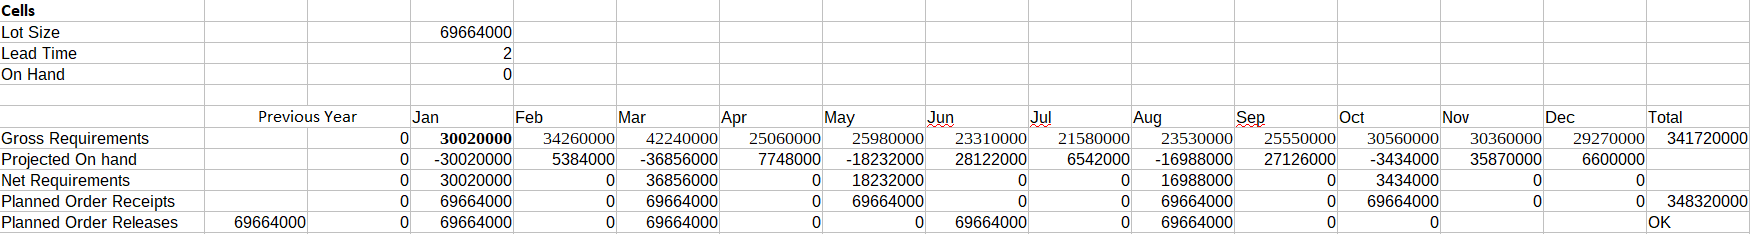 Cells
Lot Size 69664000
Lead Time 2
On Hand 0
Previous Year Jan Feb Mar Apr May Jun Jul Aug Sep Oct Nov Dec Total
Gross Requirements 0 30020000 34260000 42240000 25060000 25980000 23310000 21580000 23530000 25550000 30560000 30360000 29270000 341720000
Projected On hand 0 -30020000 5384000 -36856000 7748000 -18232000 28122000 6542000 -16988000 27126000 -3434000 35870000 6600000
Net Requirements 0 30020000 0 36856000 0 18232000 0 0 16988000 0 3434000 0 0
Planned Order Receipts 0 69664000 0 69664000 0 69664000 0 0 69664000 0 69664000 0 0 348320000
Planned Order Releases 69664000 0 69664000 0 69664000 0 0 69664000 0 69664000 0 0 OK